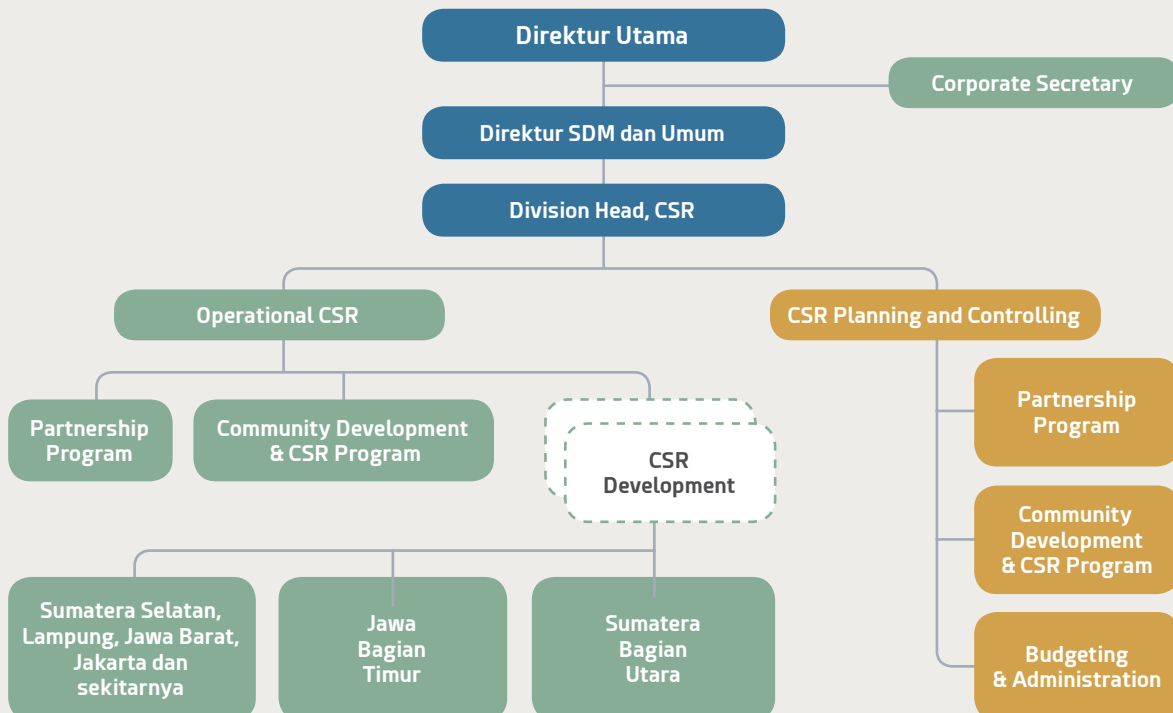 Direktur Utama
Corporate Secretary
Direktur SDM dan Umum
Division Head, CSR
Operational CSR
CSR Planning and Controlling
Partnership
Program
Community Development
& CSR Program
CSR
Development
Partnership
Program
Community
Development
& CSR Program
Sumatera Selatan,
Lampung, Jawa Barat,
Jakarta dan
sekitarnya
Jawa
Bagian
Timur
Sumatera
Bagian
Utara
Budgeting
& Administration